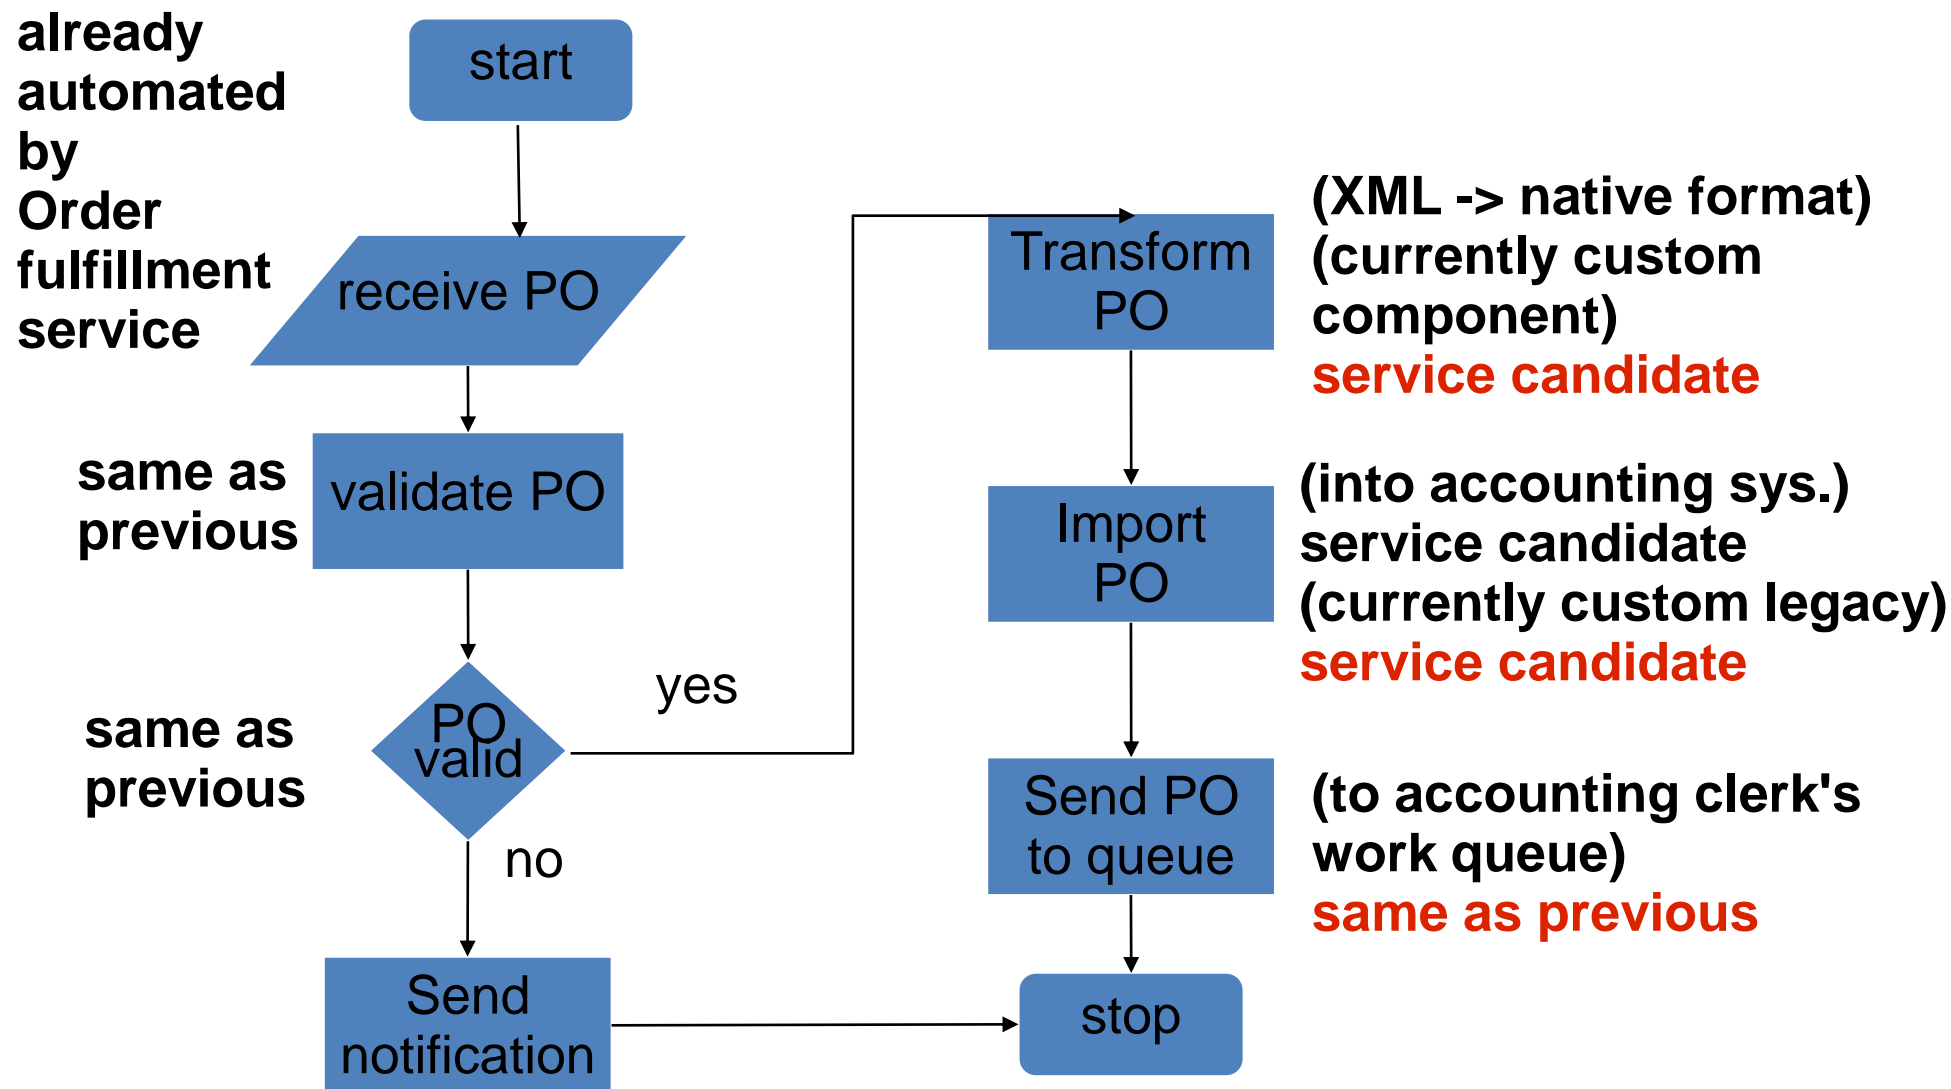 already
automated
by
Order
fulfillment
service
start
receive PO
same as
previous
validate PO
same as
previous
PO
valid
yes
no
Send
notification
Transform
PO
(XML -> native format)
(currently custom
component)
service candidate
Import
PO
(into accounting sys.)
service candidate
(currently custom legacy)
service candidate
Send PO
to queue
(to accounting clerk's
work queue)
same as previous
stop